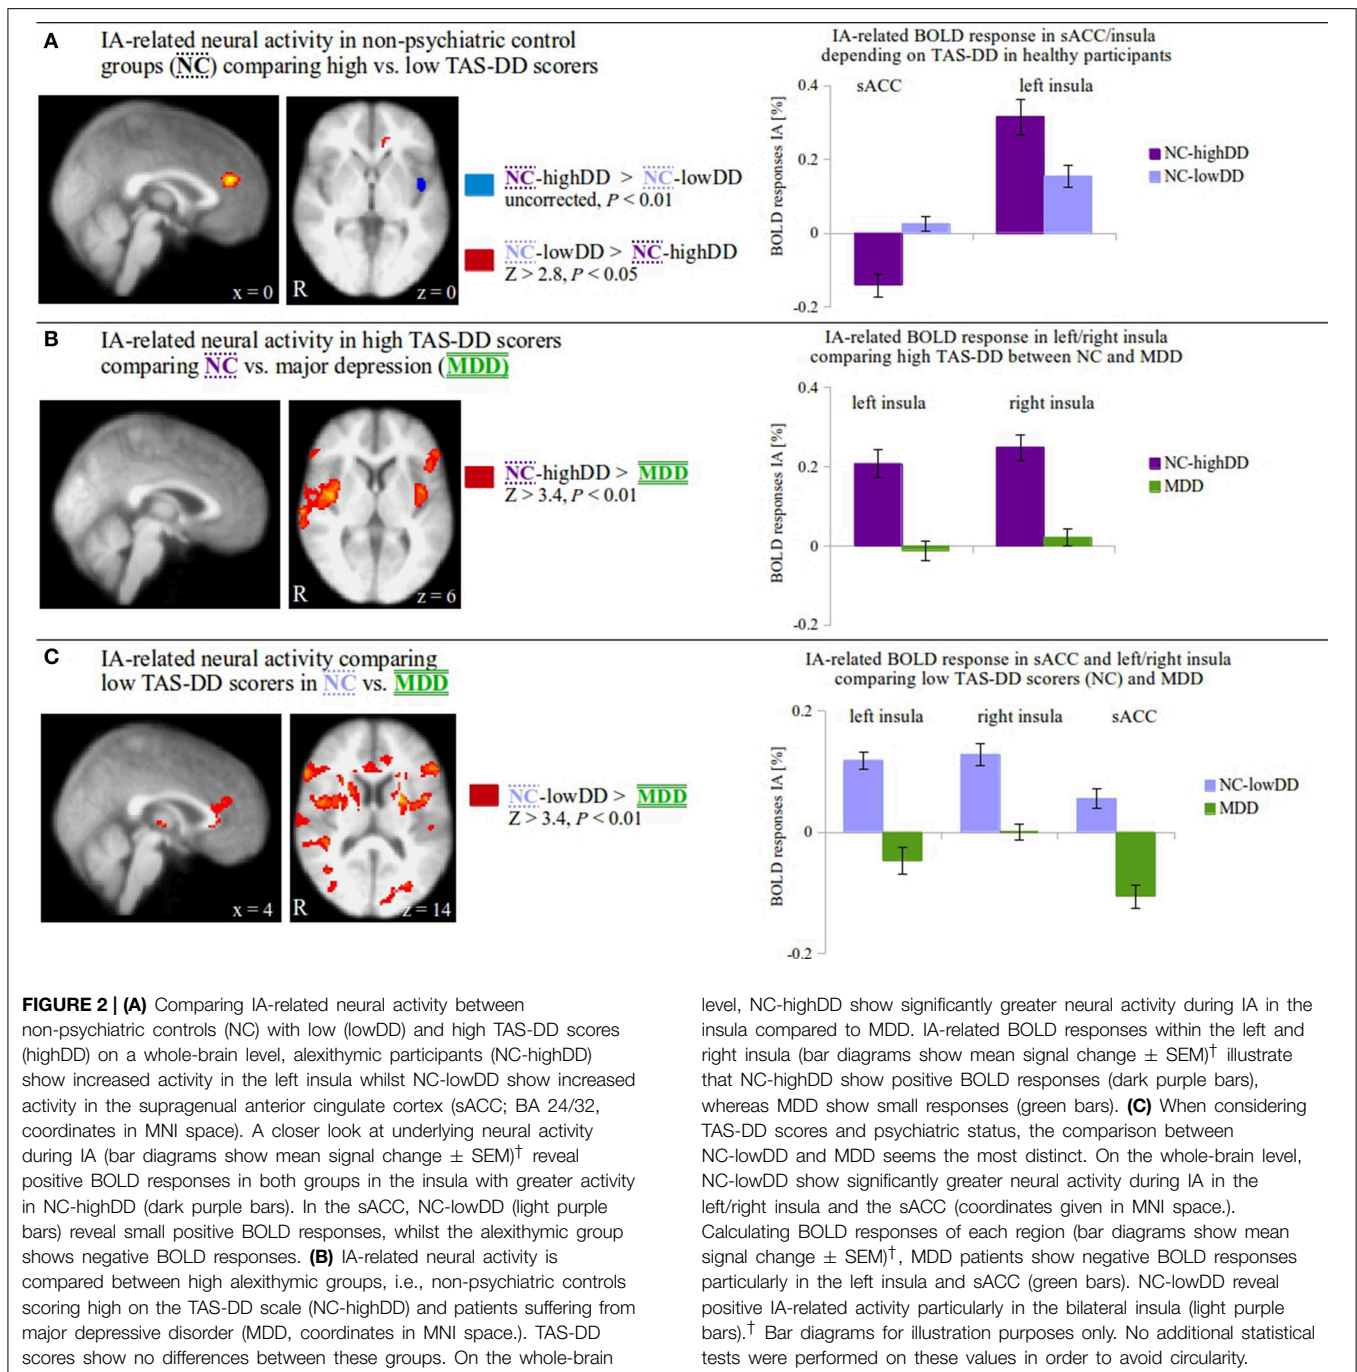 A
IA-related neural activity in non-psychiatric control
groups (NC) comparing high vs. low TAS-DD scorers
x = 0
R
z = 0
NC-highDD > NC-lowDD
uncorrected, P < 0.01
NC-lowDD > NC-highDD
Z > 2.8, P < 0.05
IA-related BOLD response in sACC/insula
depending on TAS-DD in healthy participants
sACC
left insula
BOLD responses IA [%]
0.4
0.2
0
-0.2
NC-highDD
NC-lowDD
B
IA-related neural activity in high TAS-DD scorers
comparing NC vs. major depression (MDD)
R
z = 6
NC-highDD > MDD
Z > 3.4, P < 0.01
IA-related BOLD response in left/right insula
comparing high TAS-DD between NC and MDD
left insula
right insula
BOLD responses IA [%]
0.4
0.2
0
-0.2
NC-highDD
MDD
C
IA-related neural activity comparing
low TAS-DD scorers in NC vs. MDD
x = 4
R
z = 14
NC-lowDD > MDD
Z > 3.4, P < 0.01
IA-related BOLD response in sACC and left/right insula
comparing low TAS-DD scorers (NC) and MDD
left insula
right insula
sACC
BOLD responses IA [%]
0.2
0
-0.2
NC-lowDD
MDD
FIGURE 2 | (A) Comparing IA-related neural activity between
non-psychiatric controls (NC) with low (lowDD) and high TAS-DD scores
(highDD) on a whole-brain level, alexithymic participants (NC-highDD)
show increased activity in the left insula whilst NC-lowDD show increased
activity in the supragenual anterior cingulate cortex (sACC; BA 24/32,
coordinates in MNI space). A closer look at underlying neural activity
during IA (bar diagrams show mean signal change ± SEM)† reveal
positive BOLD responses in both groups in the insula with greater activity
in NC-highDD (dark purple bars). In the sACC, NC-lowDD (light purple
bars) reveal small positive BOLD responses, whilst the alexithymic group
shows negative BOLD responses. (B) IA-related neural activity is
compared between high alexithymic groups, i.e., non-psychiatric controls
scoring high on the TAS-DD scale (NC-highDD) and patients suffering from
major depressive disorder (MDD, coordinates in MNI space.). TAS-DD
scores show no differences between these groups. On the whole-brain
level, NC-highDD show significantly greater neural activity during IA in the
insula compared to MDD. IA-related BOLD responses within the left and
right insula (bar diagrams show mean signal change ± SEM)† illustrate
that NC-highDD show positive BOLD responses (dark purple bars),
whereas MDD show small responses (green bars). (C) When considering
TAS-DD scores and psychiatric status, the comparison between
NC-lowDD and MDD seems the most distinct. On the whole-brain level,
NC-lowDD show significantly greater neural activity during IA in the
left/right insula and the sACC (coordinates given in MNI space.).
Calculating BOLD responses of each region (bar diagrams show mean
signal change ± SEM)†, MDD patients show negative BOLD responses
particularly in the left insula and sACC (green bars). NC-lowDD reveal
positive IA-related activity particularly in the bilateral insula (light purple
bars).† Bar diagrams for illustration purposes only. No additional statistical
tests were performed on these values in order to avoid circularity.